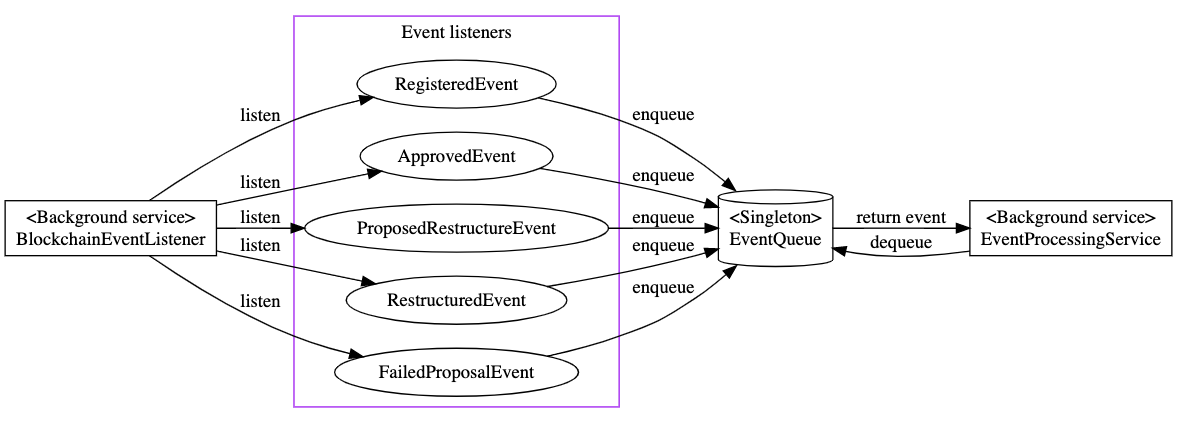 Event listeners
RegisteredEvent
listen
enqueue
ApprovedEvent
listen
enqueue
<Background service>
BlockchainEventListener
listen
ProposedRestructureEvent
enqueue
<Singleton>
EventQueue
return event
dequeue
<Background service>
EventProcessingService
listen
enqueue
RestructuredEvent
listen
enqueue
FailedProposalEvent